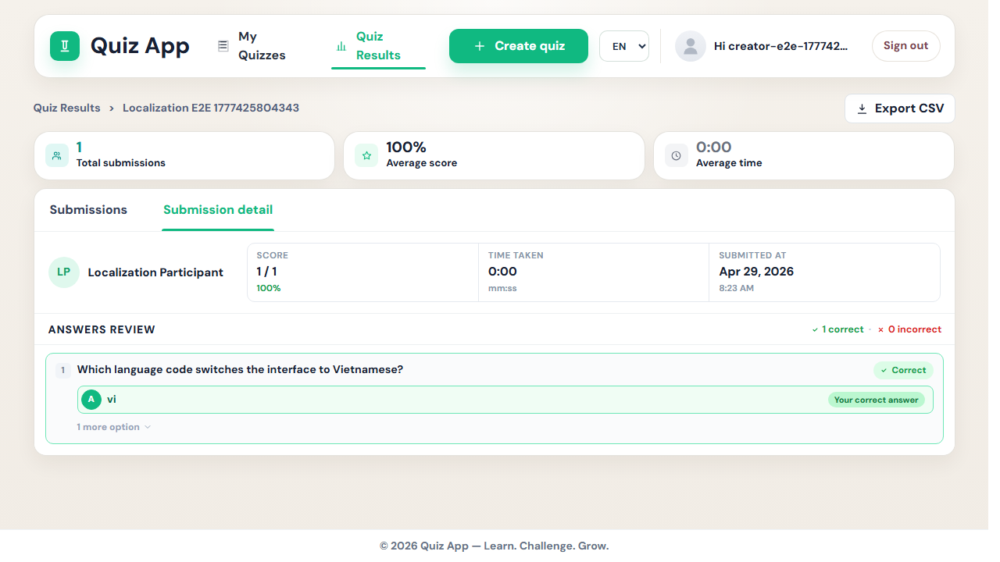 Quiz App
My
Quizzes
Quiz
Results
Create quiz
EN
Hi creator-e2e-177742...
Sign out
Quiz Results > Localization E2E 1777425804343
Export CSV
1
Total submissions
100%
Average score
0:00
Average time
Submissions
Submission detail
LP
Localization Participant
SCORE
1 / 1
100%
TIME TAKEN
0:00
mm:ss
SUBMITTED AT
Apr 29, 2026
8:23 AM
ANSWERS REVIEW
1 correct · 0 incorrect
1 Which language code switches the interface to Vietnamese?
Correct
A vi
Your correct answer
1 more option
© 2026 Quiz App — Learn. Challenge. Grow.